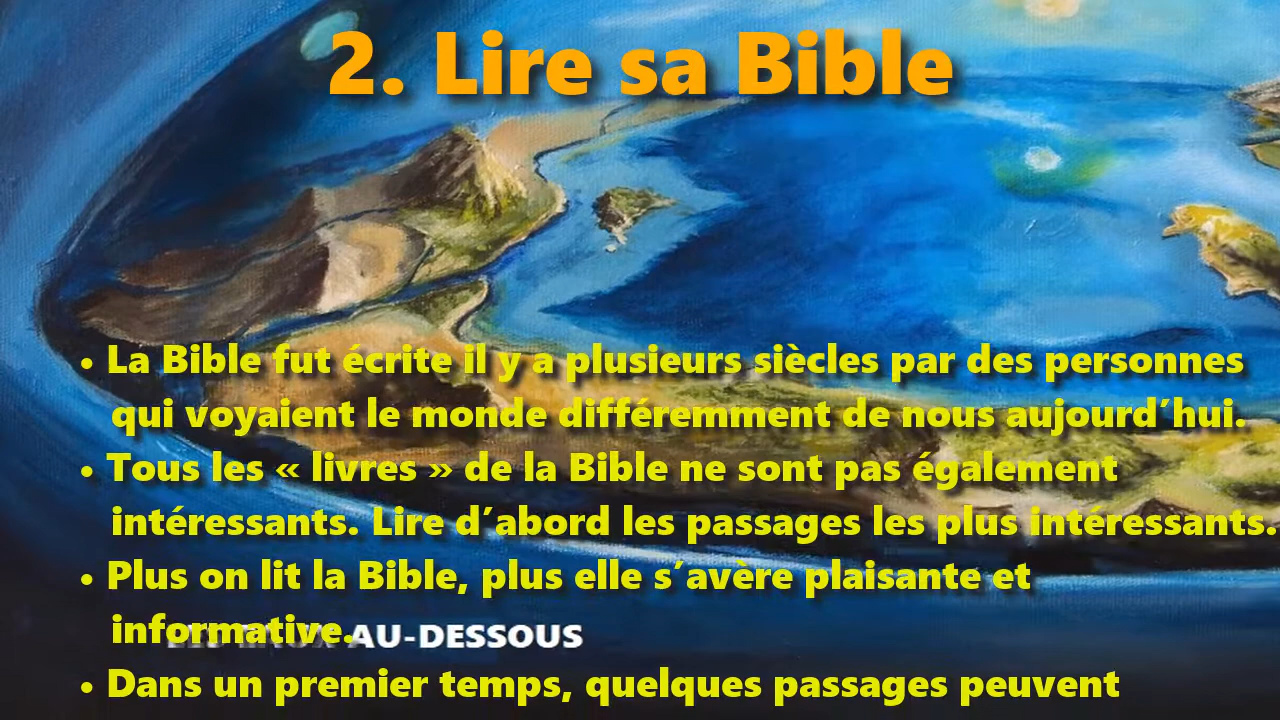 2. Lire sa Bible
• La Bible fut écrite il y a plusieurs siècles par des personnes
qui voyaient le monde différemment de nous aujourd’hui.
• Tous les « livres » de la Bible ne sont pas également
intéressants. Lire d’abord les passages les plus intéressants.
• Plus on lit la Bible, plus elle s’avère plaisante et
informative.
AU-DESSOUS
• Dans un premier temps, quelques passages peuvent